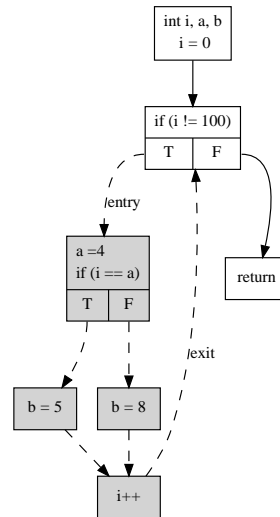 int i, a, b
i = 0
if (i != 100)
T F
entry
a =4
if (i == a)
T F
return
exit
b = 5
b = 8
i++